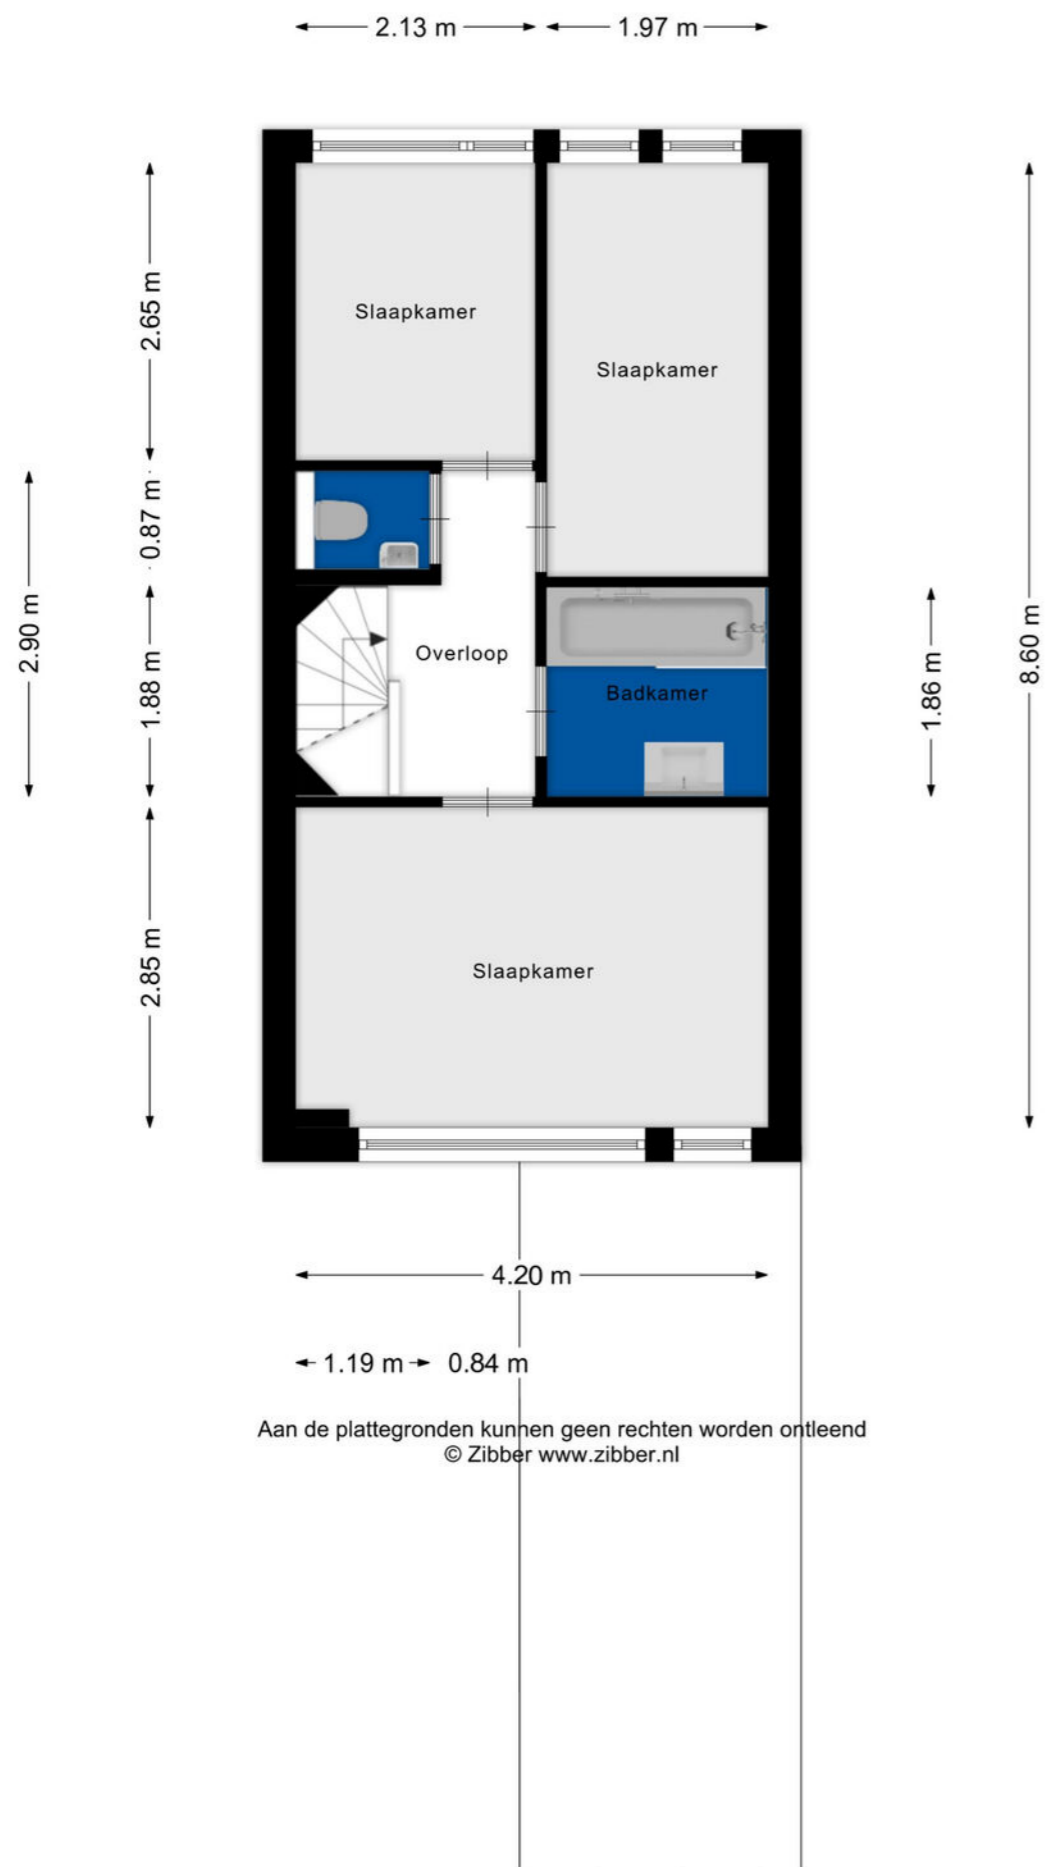 2.13 m
1.97 m
2.65 m
Slaapkamer
Slaapkamer
0.87 m
2.90 m
8.60 m
1.88 m
Overloop
1.86 m
Badkamer
2.85 m
Slaapkamer
4.20 m
1.19 m
0.84 m
Aan de plattegronden kunnen geen rechten worden ontleend
© Zibber www.zibber.nl